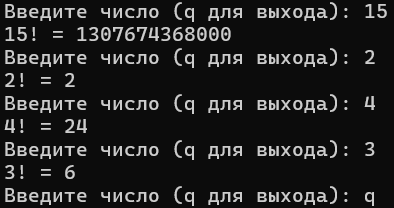 Введите число (q для выхода): 15
15! = 1307674368000
Введите число (q для выхода): 2
2! = 2
Введите число (q для выхода): 4
4! = 24
Введите число (q для выхода): 3
3! = 6
Введите число (q для выхода): q